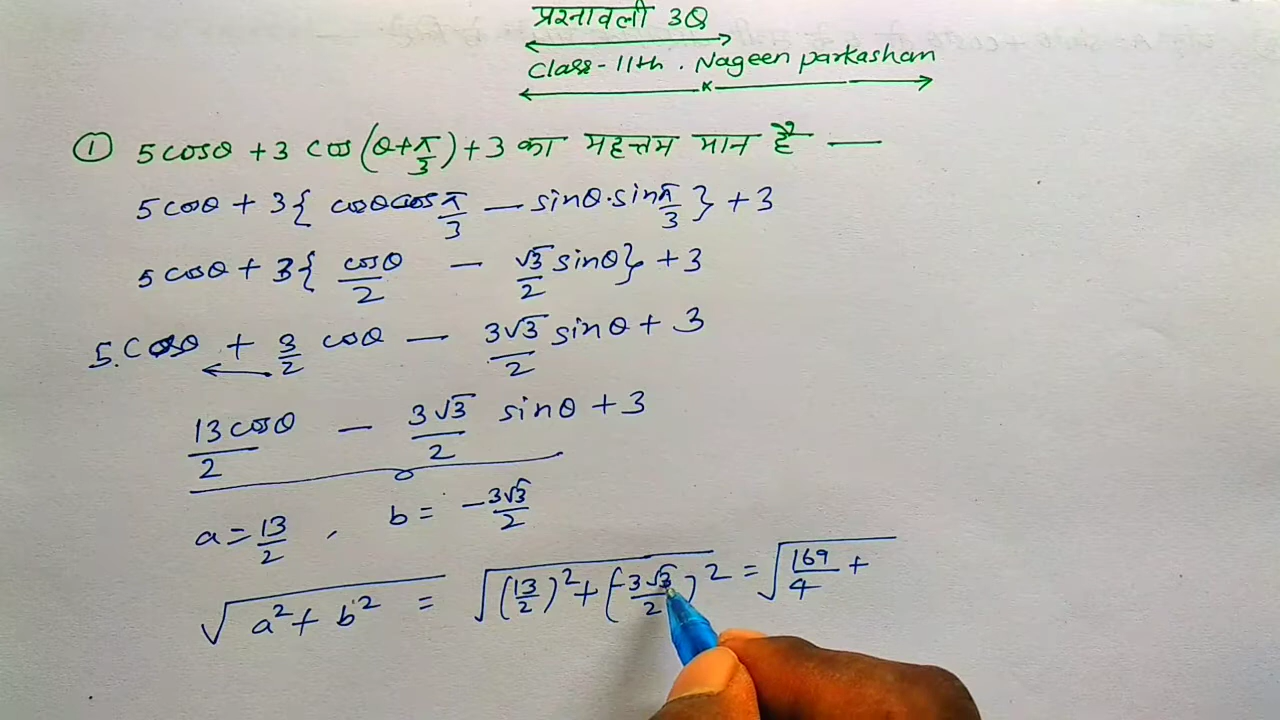 प्रश्नावली 3Q
Class-11th. Nageen parkashan
① 5cosθ + 3 cos(θ+π/3) + 3 का महत्तम मान है —
5cosθ + 3{ cosθcosπ/3 — sinθ.sinπ/3 } + 3
5cosθ + 3{ cosθ/2 — √3/2 sinθ} + 3
5.Cosθ + 3/2 cosθ — 3√3/2 sinθ + 3
13cosθ/2 — 3√3/2 sinθ + 3
a = 13/2 , b = -3√3/2
√(a² + b²) = √((13/2)² + (-3√3/2)²) = √(169/4 +